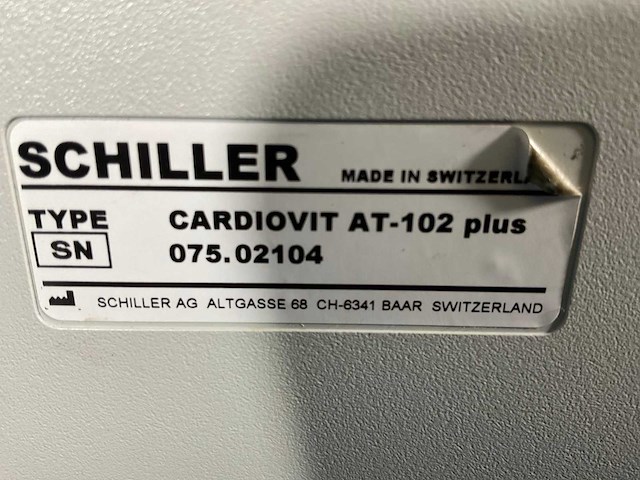 SCHILLER MADE IN SWITZERLA
TYPE CARDIOVIT AT-102 plus
SN 075.02104
SCHILLER AG ALTGASSE 68 CH-6341 BAAR SWITZERLAND